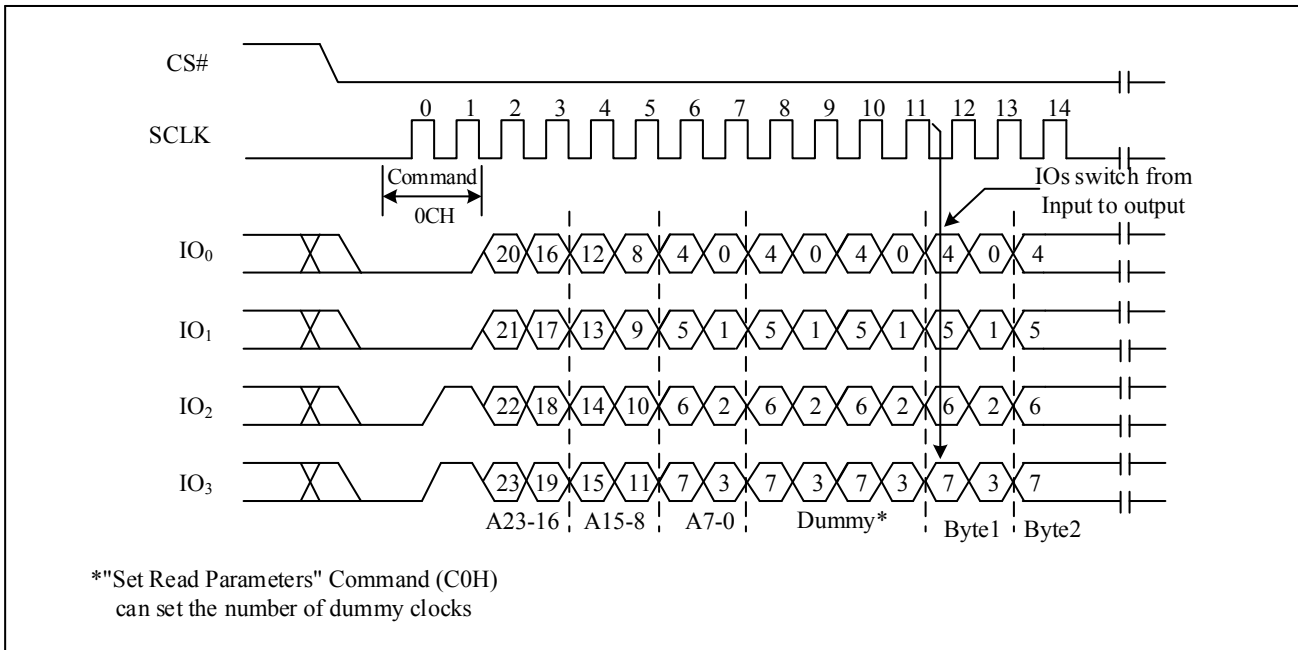 CS#
0 1 2 3 4 5 6 7 8 9 10 11 12 13 14
SCLK
Command
0CH
IOs switch from
Input to output
IO0 20 16 12 8 4 0 4 0 4 0 4 0 4
IO1 21 17 13 9 5 1 5 1 5 1 5 1 5
IO2 22 18 14 10 6 2 6 2 6 2 6 2 6
IO3 23 19 15 11 7 3 7 3 7 3 7 3 7
A23-16 A15-8 A7-0 Dummy* Byte1 Byte2
*"Set Read Parameters" Command (C0H)
can set the number of dummy clocks